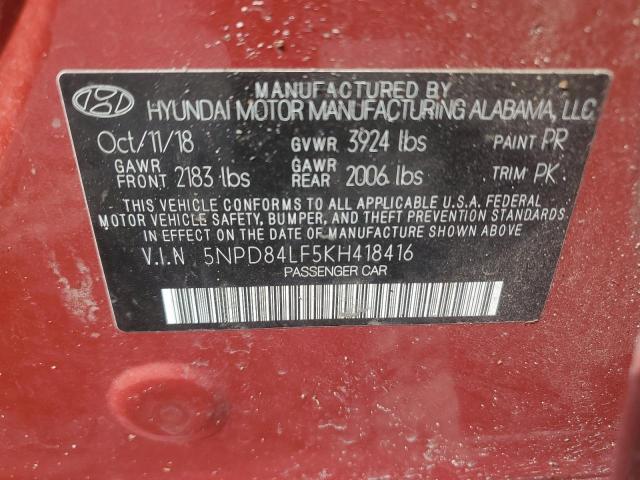 MANUFACTURED BY
HYUNDAI MOTOR MANUFACTURING ALABAMA, LLC
Oct/11/18 GVWR 3924 lbs PAINT PR
GAWR FRONT 2183 lbs GAWR REAR 2006 lbs TRIM PK
THIS VEHICLE CONFORMS TO ALL APPLICABLE U.S.A. FEDERAL
MOTOR VEHICLE SAFETY, BUMPER, AND THEFT PREVENTION STANDARDS
IN EFFECT ON THE DATE OF MANUFACTURE SHOWN ABOVE
V.I.N 5NPD84LF5KH418416
PASSENGER CAR